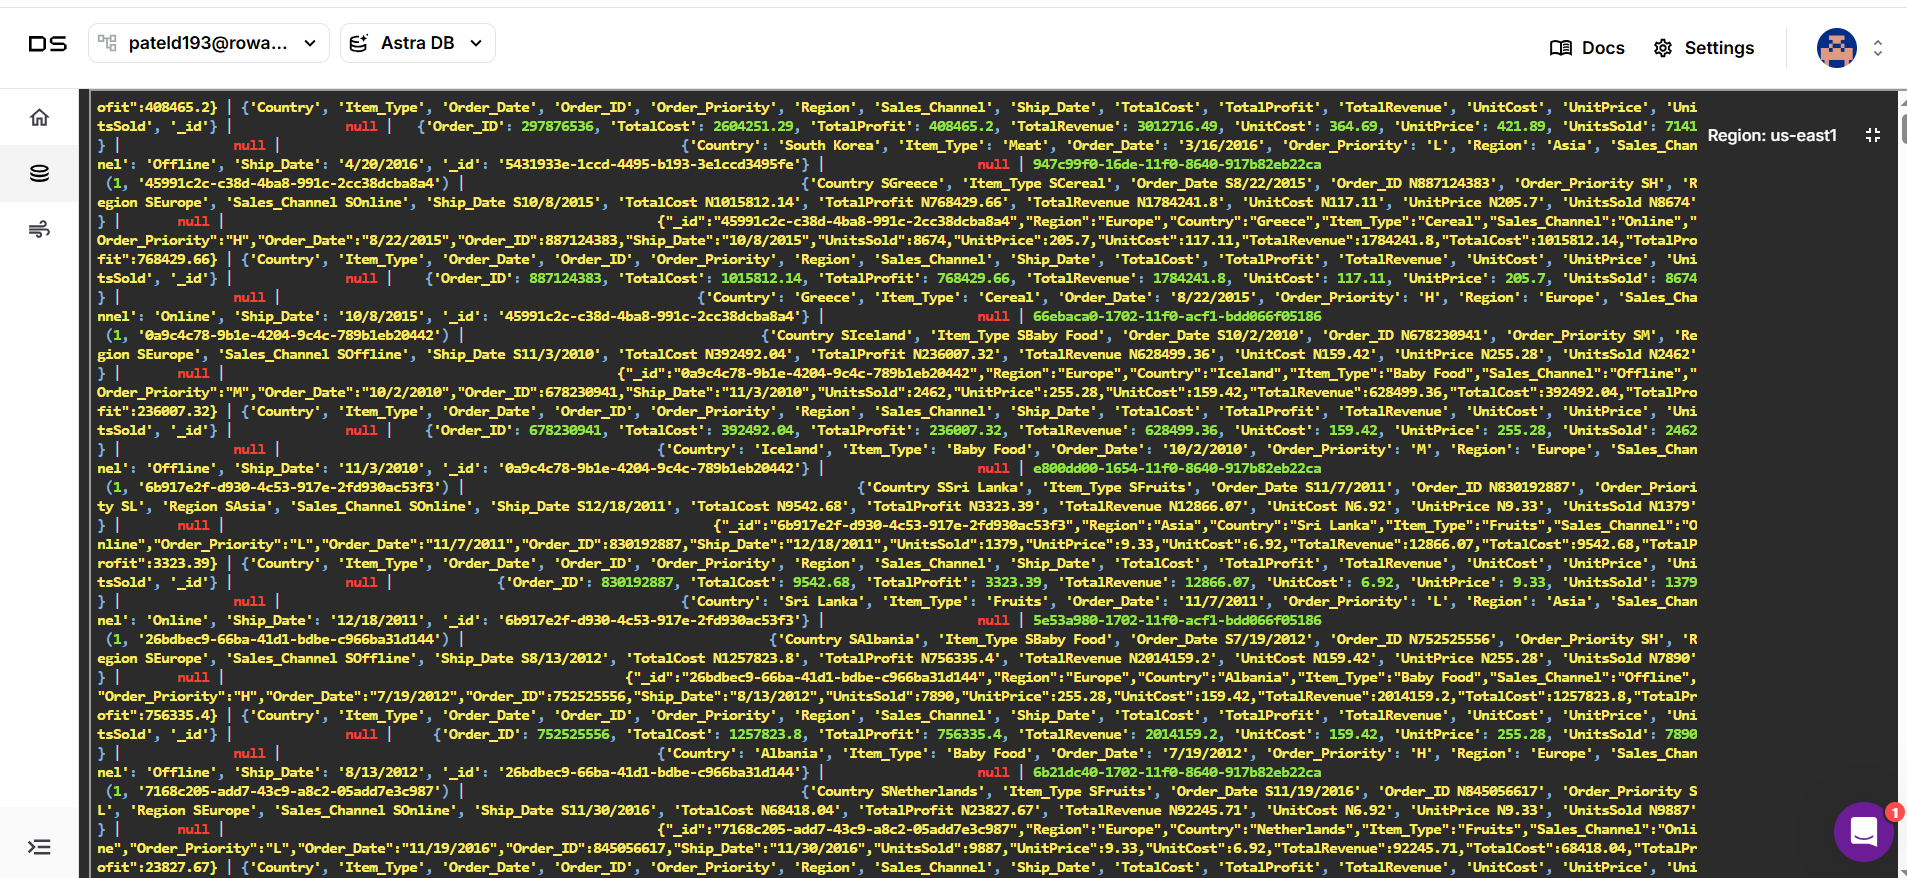 DS pateld193@rowa... Astra DB Docs Settings
ofit":408465.2} | {'Country', 'Item_Type', 'Order_Date', 'Order_ID', 'Order_Priority', 'Region', 'Sales_Channel', 'Ship_Date', 'TotalCost', 'TotalProfit', 'TotalRevenue', 'UnitCost', 'UnitPrice', 'Uni
tsSold', '_id'} | null | {'Order_ID': 297876536, 'TotalCost': 2604251.29, 'TotalProfit': 408465.2, 'TotalRevenue': 3012716.49, 'UnitCost': 364.69, 'UnitPrice': 421.89, 'UnitsSold': 7141
} | null | {'Country': 'South Korea', 'Item_Type': 'Meat', 'Order_Date': '3/16/2016', 'Order_Priority': 'L', 'Region': 'Asia', 'Sales_Chan
Region: us-east1
nel': 'Offline', 'Ship_Date': '4/20/2016', '_id': '5431933e-1ccd-4495-b193-3e1ccd3495fe'} | null | 947c99f0-16de-11f0-8640-917b82eb22ca
(1, '45991c2c-c38d-4ba8-991c-2cc38dcba8a4') | {'Country SGreece', 'Item_Type SCereal', 'Order_Date S8/22/2015', 'Order_ID N887124383', 'Order_Priority SH', 'R
egion SEurope', 'Sales_Channel SOnline', 'Ship_Date S10/8/2015', 'TotalCost N1015812.14', 'TotalProfit N768429.66', 'TotalRevenue N1784241.8', 'UnitCost N117.11', 'UnitPrice N205.7', 'UnitsSold N8674'
} | null | {"_id":"45991c2c-c38d-4ba8-991c-2cc38dcba8a4","Region":"Europe","Country":"Greece","Item_Type":"Cereal","Sales_Channel":"Online","
Order_Priority":"H","Order_Date":"8/22/2015","Order_ID":887124383,"Ship_Date":"10/8/2015","UnitsSold":8674,"UnitPrice":205.7,"UnitCost":117.11,"TotalRevenue":1784241.8,"TotalCost":1015812.14,"TotalPro
fit":768429.66} | {'Country', 'Item_Type', 'Order_Date', 'Order_ID', 'Order_Priority', 'Region', 'Sales_Channel', 'Ship_Date', 'TotalCost', 'TotalProfit', 'TotalRevenue', 'UnitCost', 'UnitPrice', 'Uni
tsSold', '_id'} | null | {'Order_ID': 887124383, 'TotalCost': 1015812.14, 'TotalProfit': 768429.66, 'TotalRevenue': 1784241.8, 'UnitCost': 117.11, 'UnitPrice': 205.7, 'UnitsSold': 8674
} | null | {'Country': 'Greece', 'Item_Type': 'Cereal', 'Order_Date': '8/22/2015', 'Order_Priority': 'H', 'Region': 'Europe', 'Sales_Cha
nnel': 'Online', 'Ship_Date': '10/8/2015', '_id': '45991c2c-c38d-4ba8-991c-2cc38dcba8a4'} | null | 66ebaca0-1702-11f0-acf1-bdd066f05186
(1, '0a9c4c78-9b1e-4204-9c4c-789b1eb20442') | {'Country SIceland', 'Item_Type SBaby Food', 'Order_Date S10/2/2010', 'Order_ID N678230941', 'Order_Priority SM', 'Re
gion SEurope', 'Sales_Channel SOffline', 'Ship_Date S11/3/2010', 'TotalCost N392492.04', 'TotalProfit N236007.32', 'TotalRevenue N628499.36', 'UnitCost N159.42', 'UnitPrice N255.28', 'UnitsSold N2462'
} | null | {"_id":"0a9c4c78-9b1e-4204-9c4c-789b1eb20442","Region":"Europe","Country":"Iceland","Item_Type":"Baby Food","Sales_Channel":"Offline","
Order_Priority":"M","Order_Date":"10/2/2010","Order_ID":678230941,"Ship_Date":"11/3/2010","UnitsSold":2462,"UnitPrice":255.28,"UnitCost":159.42,"TotalRevenue":628499.36,"TotalCost":392492.04,"TotalPro
fit":236007.32} | {'Country', 'Item_Type', 'Order_Date', 'Order_ID', 'Order_Priority', 'Region', 'Sales_Channel', 'Ship_Date', 'TotalCost', 'TotalProfit', 'TotalRevenue', 'UnitCost', 'UnitPrice', 'Uni
tsSold', '_id'} | null | {'Order_ID': 678230941, 'TotalCost': 392492.04, 'TotalProfit': 236007.32, 'TotalRevenue': 628499.36, 'UnitCost': 159.42, 'UnitPrice': 255.28, 'UnitsSold': 2462
} | null | {'Country': 'Iceland', 'Item_Type': 'Baby Food', 'Order_Date': '10/2/2010', 'Order_Priority': 'M', 'Region': 'Europe', 'Sales_Chan
nel': 'Offline', 'Ship_Date': '11/3/2010', '_id': '0a9c4c78-9b1e-4204-9c4c-789b1eb20442'} | null | e800dd00-1654-11f0-8640-917b82eb22ca
(1, '6b917e2f-d930-4c53-917e-2fd930ac53f3') | {'Country SSri Lanka', 'Item_Type SFruits', 'Order_Date S11/7/2011', 'Order_ID N830192887', 'Order_Priori
ty SL', 'Region SAsia', 'Sales_Channel SOnline', 'Ship_Date S12/18/2011', 'TotalCost N9542.68', 'TotalProfit N3323.39', 'TotalRevenue N12866.07', 'UnitCost N6.92', 'UnitPrice N9.33', 'UnitsSold N1379'
} | null | {"_id":"6b917e2f-d930-4c53-917e-2fd930ac53f3","Region":"Asia","Country":"Sri Lanka","Item_Type":"Fruits","Sales_Channel":"O
nline","Order_Priority":"L","Order_Date":"11/7/2011","Order_ID":830192887,"Ship_Date":"12/18/2011","UnitsSold":1379,"UnitPrice":9.33,"UnitCost":6.92,"TotalRevenue":12866.07,"TotalCost":9542.68,"TotalP
rofit":3323.39} | {'Country', 'Item_Type', 'Order_Date', 'Order_ID', 'Order_Priority', 'Region', 'Sales_Channel', 'Ship_Date', 'TotalCost', 'TotalProfit', 'TotalRevenue', 'UnitCost', 'UnitPrice', 'Uni
tsSold', '_id'} | null | {'Order_ID': 830192887, 'TotalCost': 9542.68, 'TotalProfit': 3323.39, 'TotalRevenue': 12866.07, 'UnitCost': 6.92, 'UnitPrice': 9.33, 'UnitsSold': 1379
} | null | {'Country': 'Sri Lanka', 'Item_Type': 'Fruits', 'Order_Date': '11/7/2011', 'Order_Priority': 'L', 'Region': 'Asia', 'Sales_Chan
nel': 'Online', 'Ship_Date': '12/18/2011', '_id': '6b917e2f-d930-4c53-917e-2fd930ac53f3'} | null | 5e53a980-1702-11f0-acf1-bdd066f05186
(1, '26bdbec9-66ba-41d1-bdbe-c966ba31d144') | {'Country SAlbania', 'Item_Type SBaby Food', 'Order_Date S7/19/2012', 'Order_ID N752525556', 'Order_Priority SH', 'R
egion SEurope', 'Sales_Channel SOffline', 'Ship_Date S8/13/2012', 'TotalCost N1257823.8', 'TotalProfit N756335.4', 'TotalRevenue N2014159.2', 'UnitCost N159.42', 'UnitPrice N255.28', 'UnitsSold N7890'
} | null | {"_id":"26bdbec9-66ba-41d1-bdbe-c966ba31d144","Region":"Europe","Country":"Albania","Item_Type":"Baby Food","Sales_Channel":"Offline",
"Order_Priority":"H","Order_Date":"7/19/2012","Order_ID":752525556,"Ship_Date":"8/13/2012","UnitsSold":7890,"UnitPrice":255.28,"UnitCost":159.42,"TotalRevenue":2014159.2,"TotalCost":1257823.8,"TotalPr
ofit":756335.4} | {'Country', 'Item_Type', 'Order_Date', 'Order_ID', 'Order_Priority', 'Region', 'Sales_Channel', 'Ship_Date', 'TotalCost', 'TotalProfit', 'TotalRevenue', 'UnitCost', 'UnitPrice', 'Uni
tsSold', '_id'} | null | {'Order_ID': 752525556, 'TotalCost': 1257823.8, 'TotalProfit': 756335.4, 'TotalRevenue': 2014159.2, 'UnitCost': 159.42, 'UnitPrice': 255.28, 'UnitsSold': 7890
} | null | {'Country': 'Albania', 'Item_Type': 'Baby Food', 'Order_Date': '7/19/2012', 'Order_Priority': 'H', 'Region': 'Europe', 'Sales_Chan
nel': 'Offline', 'Ship_Date': '8/13/2012', '_id': '26bdbec9-66ba-41d1-bdbe-c966ba31d144'} | null | 6b21dc40-1702-11f0-8640-917b82eb22ca
(1, '7168c205-add7-43c9-a8c2-05add7e3c987') | {'Country SNetherlands', 'Item_Type SFruits', 'Order_Date S11/19/2016', 'Order_ID N845056617', 'Order_Priority S
L', 'Region SEurope', 'Sales_Channel SOnline', 'Ship_Date S11/30/2016', 'TotalCost N68418.04', 'TotalProfit N23827.67', 'TotalRevenue N92245.71', 'UnitCost N6.92', 'UnitPrice N9.33', 'UnitsSold N9887'
1
} | null | {"_id":"7168c205-add7-43c9-a8c2-05add7e3c987","Region":"Europe","Country":"Netherlands","Item_Type":"Fruits","Sales_Channel":"Onli
ne","Order_Priority":"L","Order_Date":"11/19/2016","Order_ID":845056617,"Ship_Date":"11/30/2016","UnitsSold":9887,"UnitPrice":9.33,"UnitCost":6.92,"TotalRevenue":92245.71,"TotalCost":68418.04,"TotalPr
ofit":23827.67} | {'Country', 'Item_Type', 'Order_Date', 'Order_ID', 'Order_Priority', 'Region', 'Sales_Channel', 'Ship_Date', 'TotalCost', 'TotalProfit', 'TotalRevenue', 'UnitCost', 'UnitPrice', 'Uni